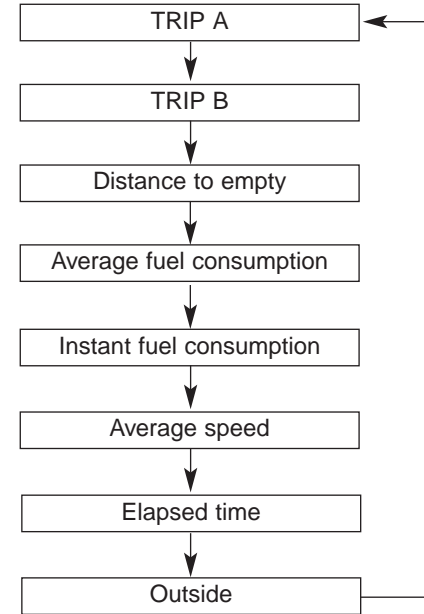 TRIP A
TRIP B
Distance to empty
Average fuel consumption
Instant fuel consumption
Average speed
Elapsed time
Outside